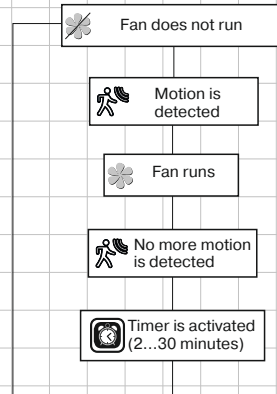 Fan does not run
Motion is
detected
Fan runs
No more motion
is detected
Timer is activated
(2...30 minutes)